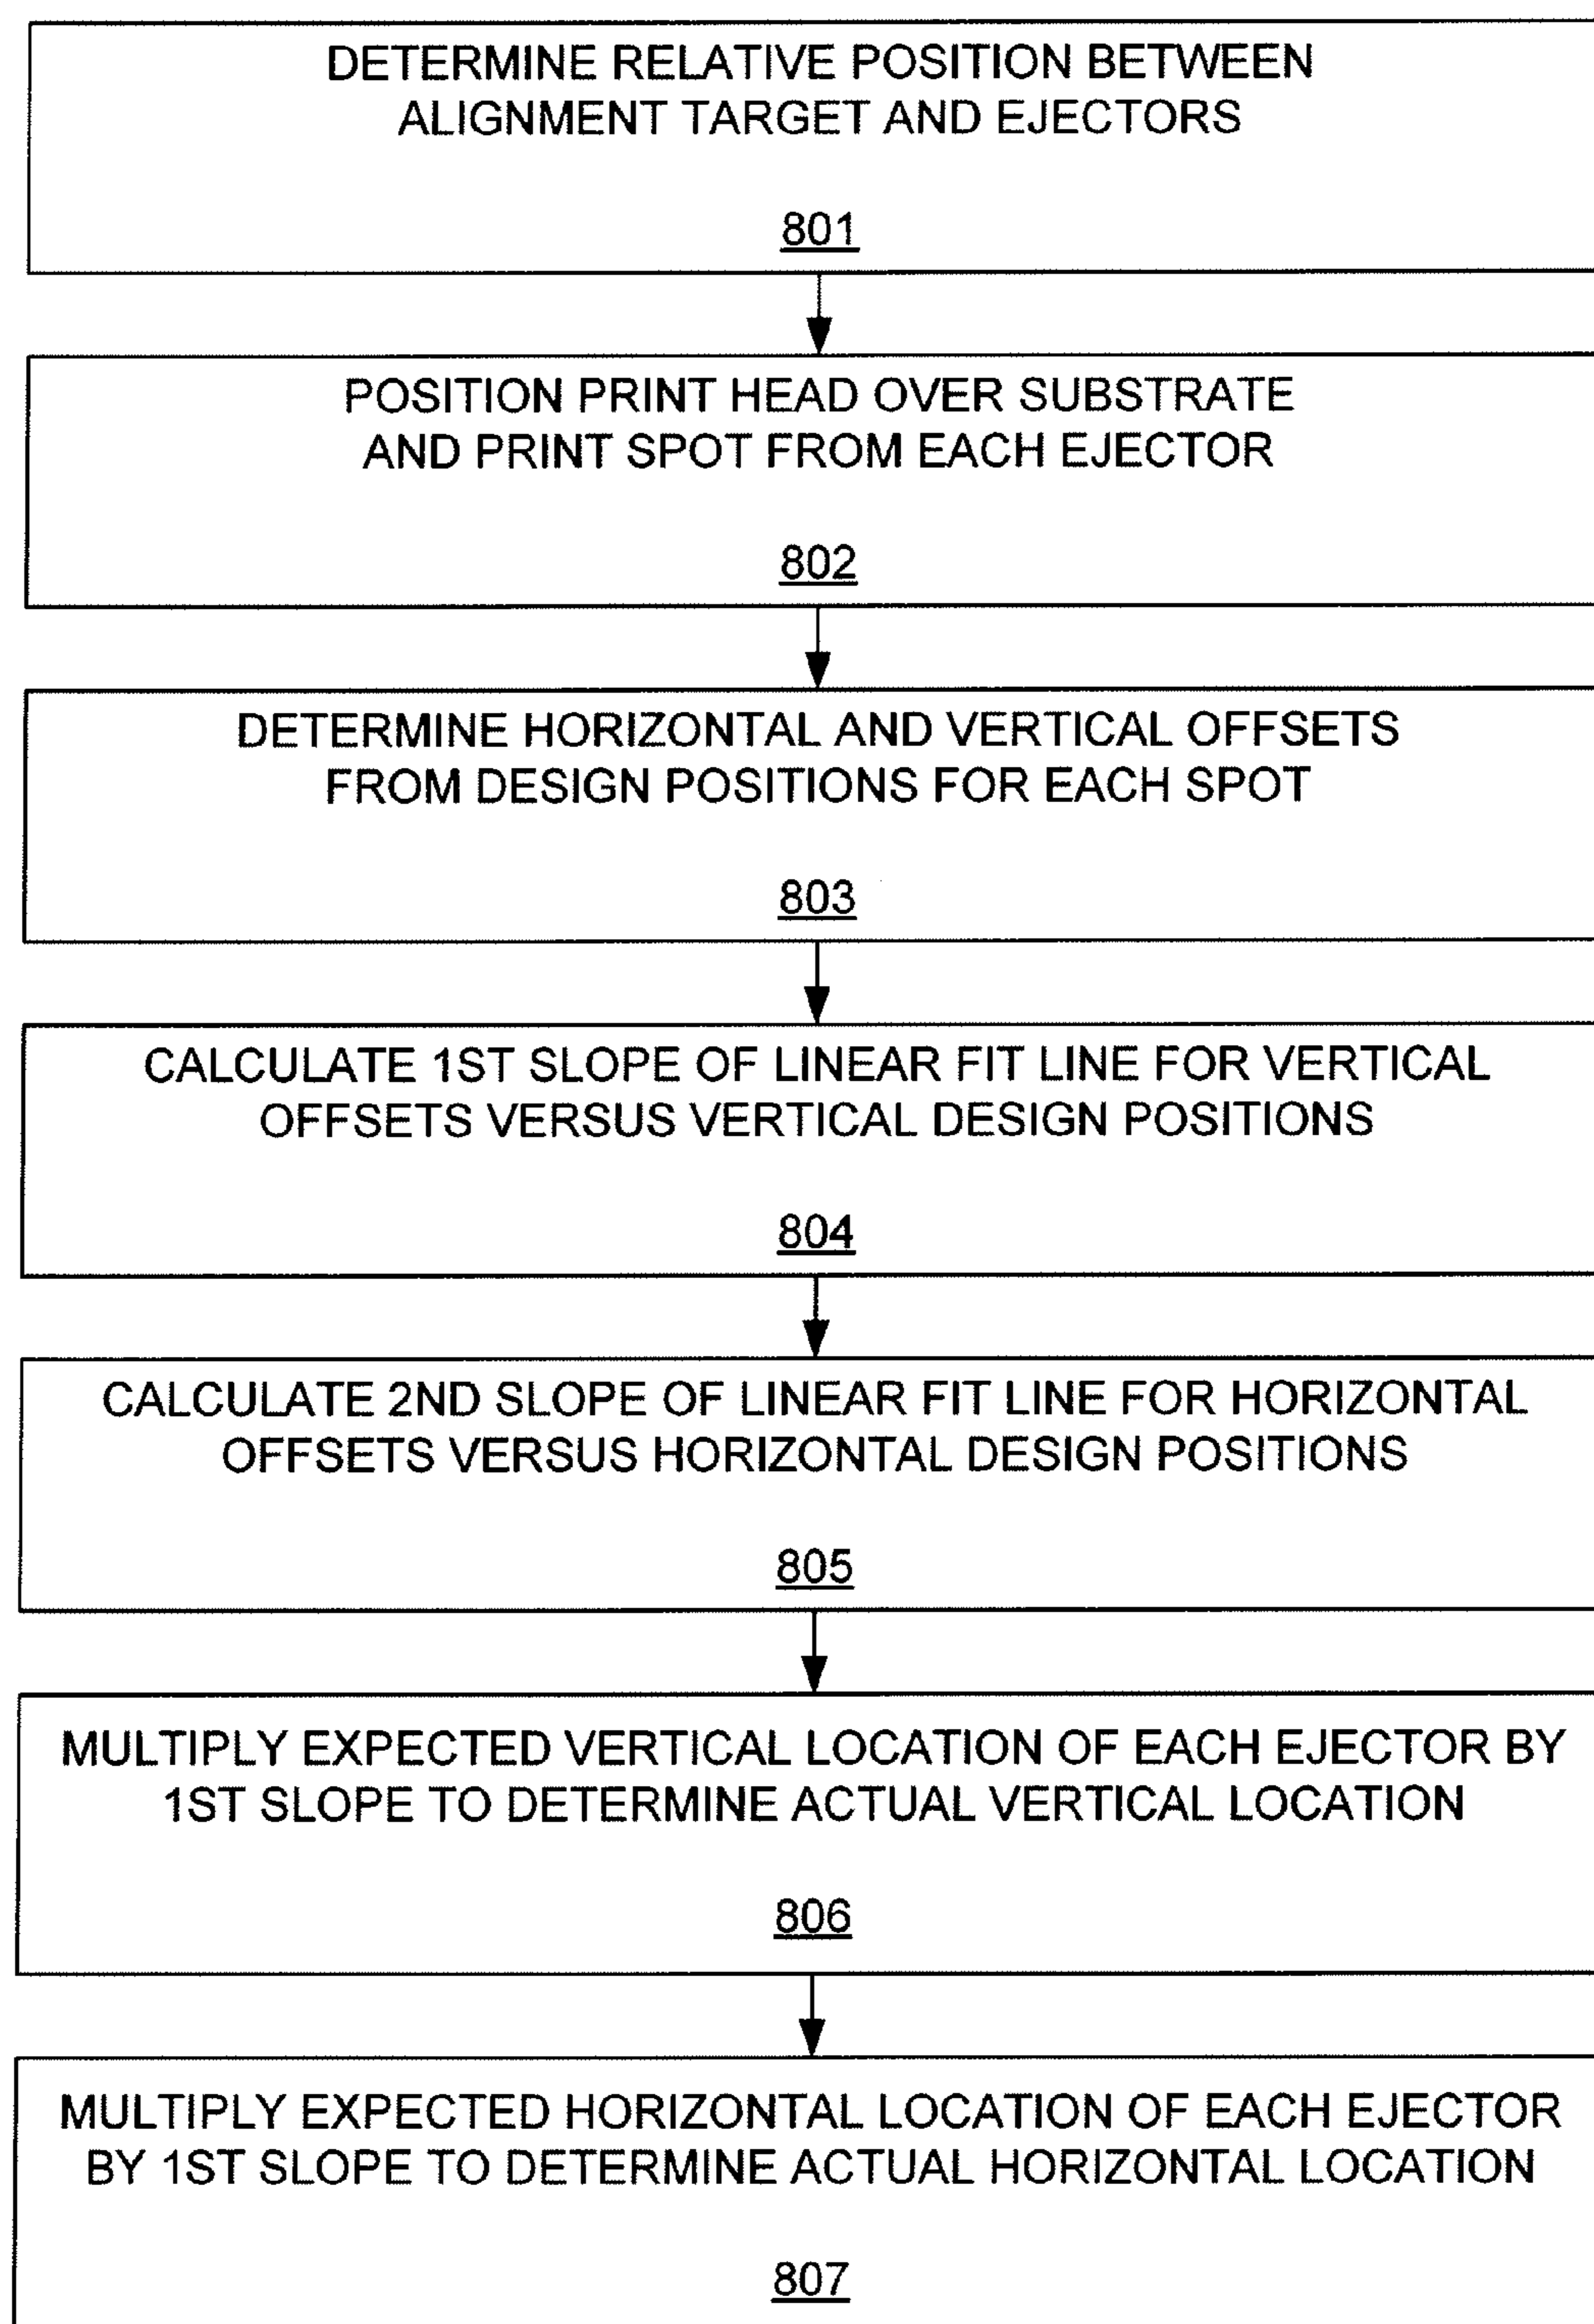 DETERMINE RELATIVE POSITION BETWEEN
ALIGNMENT TARGET AND EJECTORS
801
POSITION PRINT HEAD OVER SUBSTRATE
AND PRINT SPOT FROM EACH EJECTOR
802
DETERMINE HORIZONTAL AND VERTICAL OFFSETS
FROM DESIGN POSITIONS FOR EACH SPOT
803
CALCULATE 1ST SLOPE OF LINEAR FIT LINE FOR VERTICAL
OFFSETS VERSUS VERTICAL DESIGN POSITIONS
804
CALCULATE 2ND SLOPE OF LINEAR FIT LINE FOR HORIZONTAL
OFFSETS VERSUS HORIZONTAL DESIGN POSITIONS
805
MULTIPLY EXPECTED VERTICAL LOCATION OF EACH EJECTOR BY
1ST SLOPE TO DETERMINE ACTUAL VERTICAL LOCATION
806
MULTIPLY EXPECTED HORIZONTAL LOCATION OF EACH EJECTOR
BY 1ST SLOPE TO DETERMINE ACTUAL HORIZONTAL LOCATION
807